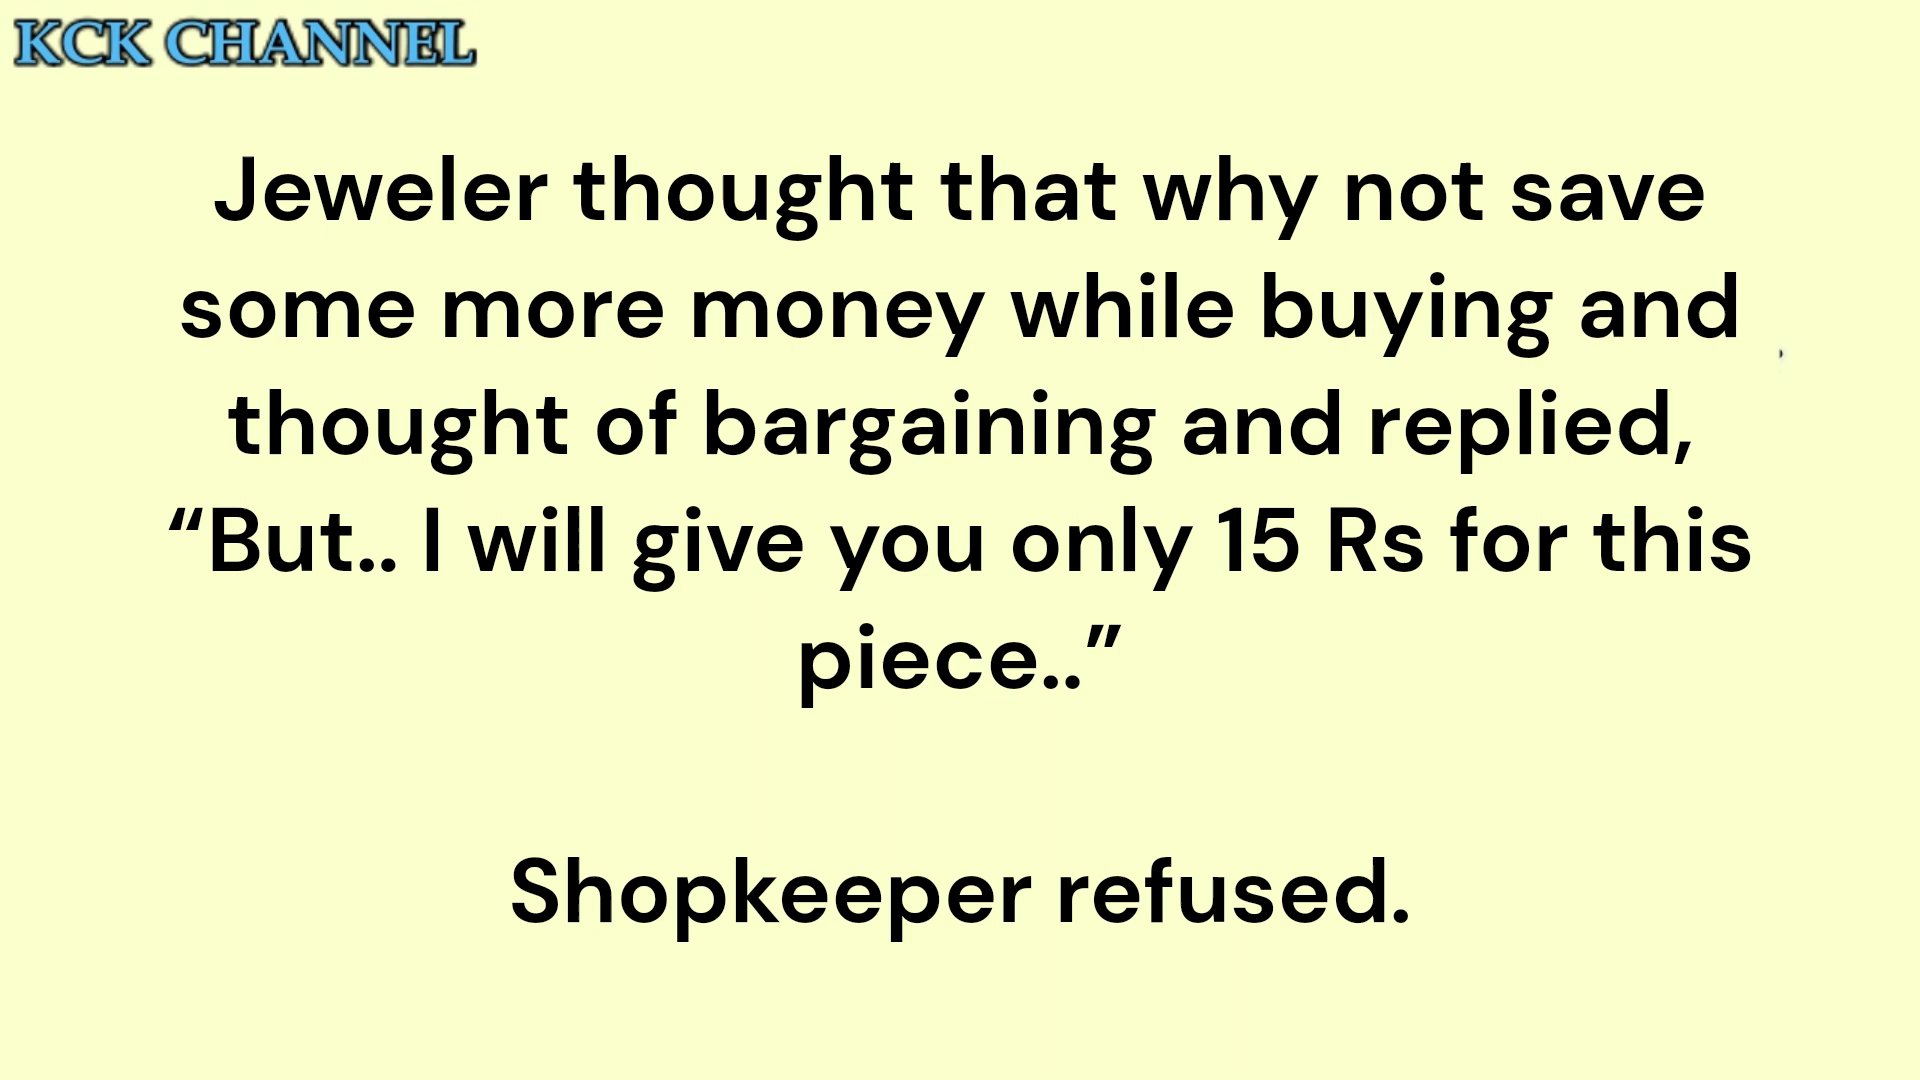 KCK CHANNEL
Jeweler thought that why not save
some more money while buying and
thought of bargaining and replied,
“But.. I will give you only 15 Rs for this
piece..”
Shopkeeper refused.